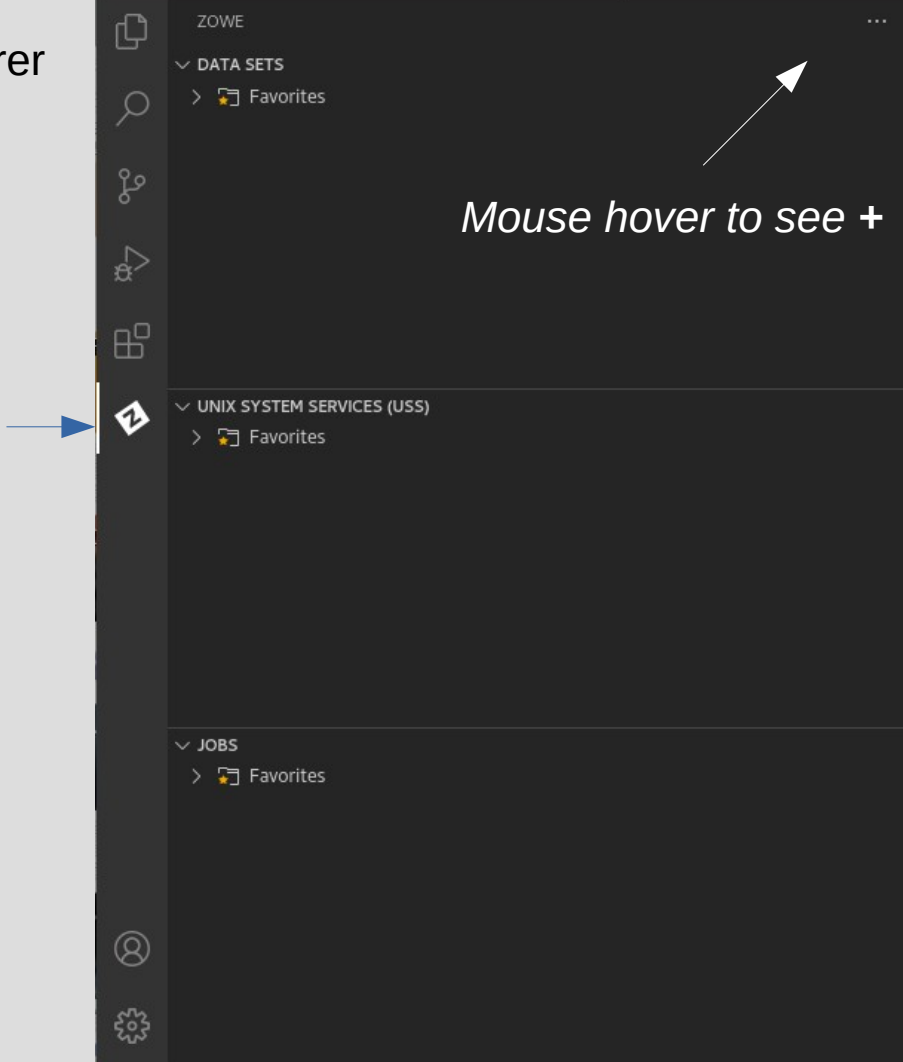 rer
ZOWE
DATA SETS
Favorites
Mouse hover to see +
UNIX SYSTEM SERVICES (USS)
Favorites
JOBS
Favorites